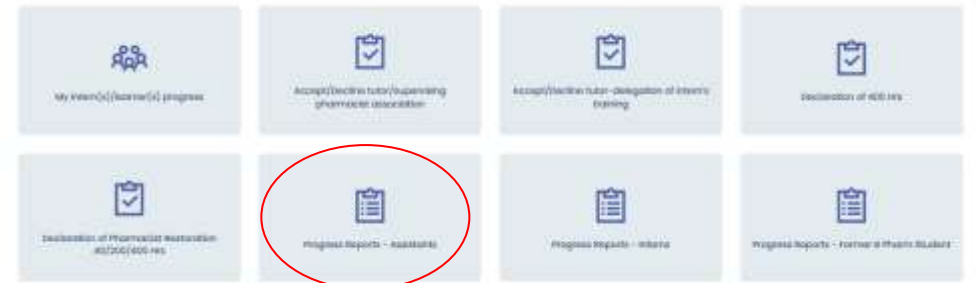 My Intern(s)/learner(s) progress
Accept/Decline tutor/supervising
pharmacist association
Accept/Decline tutor-delegation of intern's
training
Declaration of 400 Hrs
Declaration of Pharmacist Restoration
40/200/400 Hrs
Progress Reports - Assistants
Progress Reports - Interns
Progress Reports - Former B Pharm Student